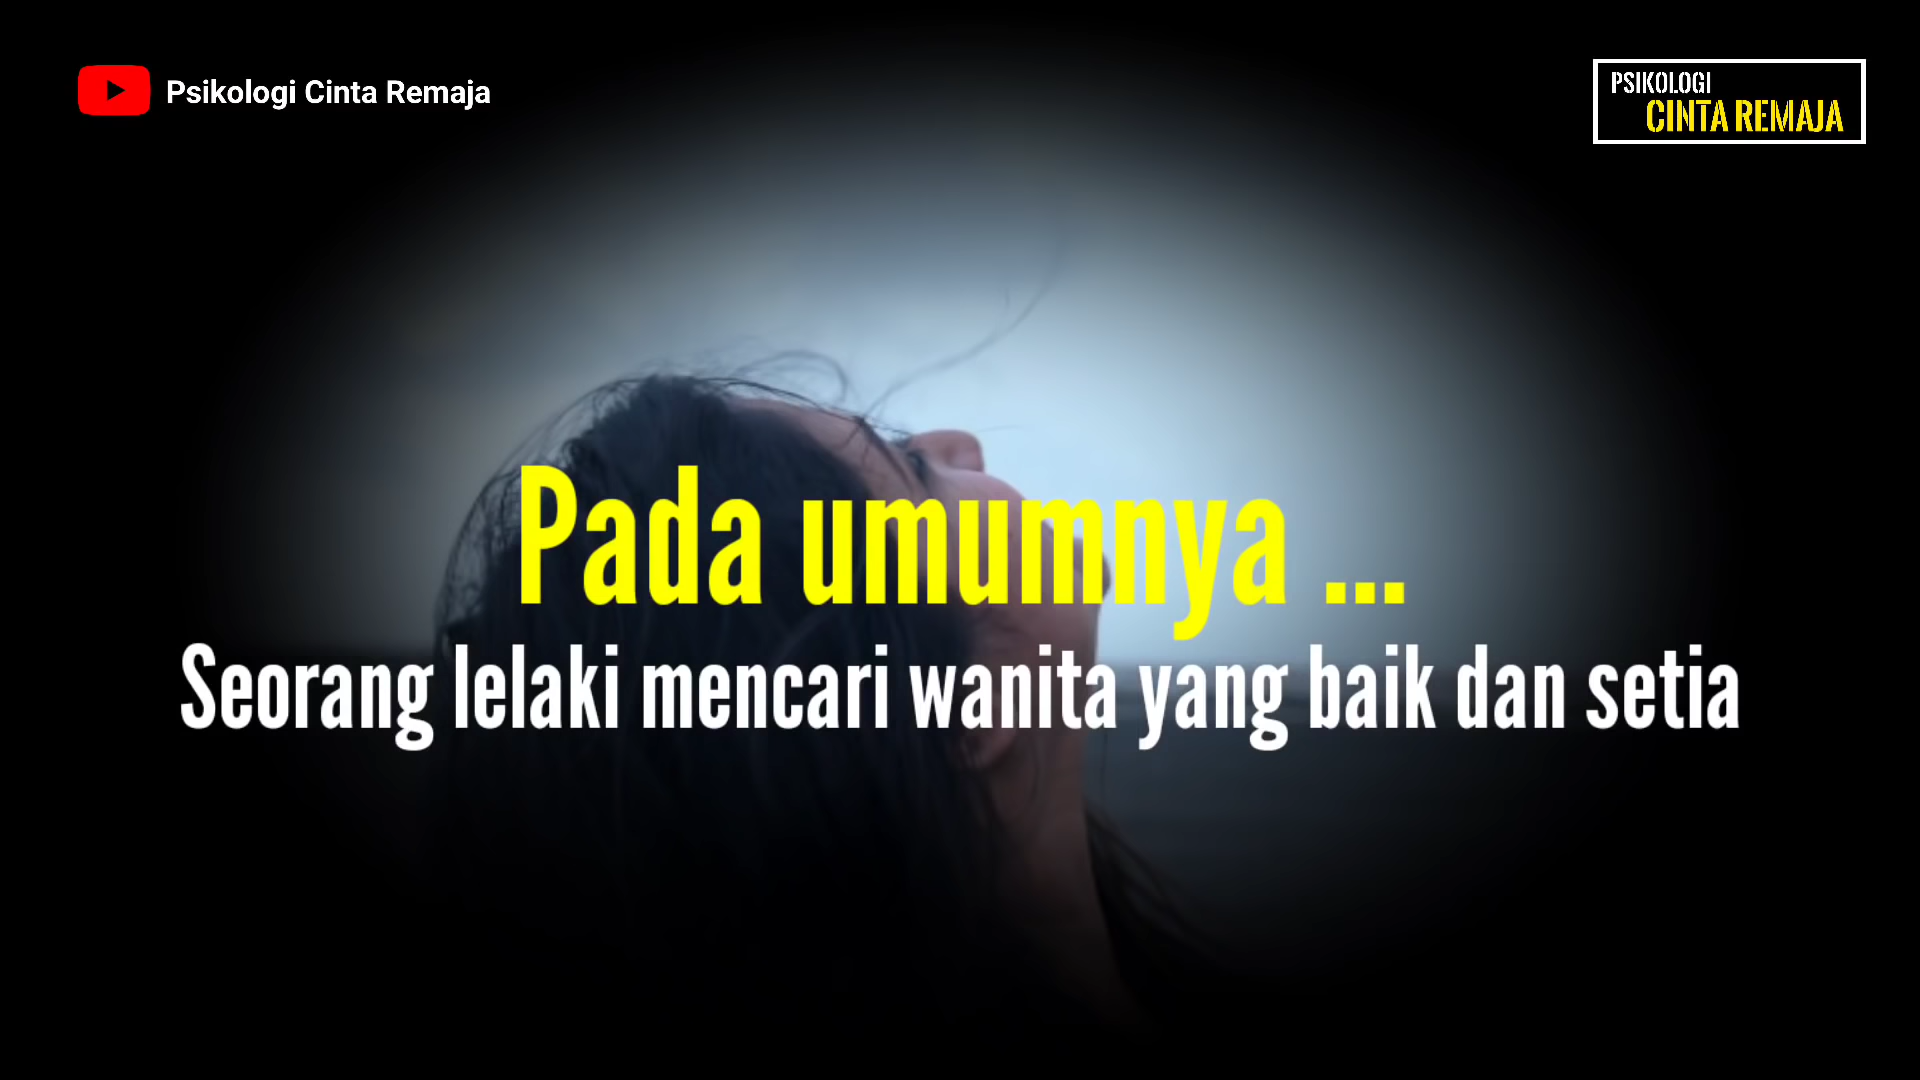 Psikologi Cinta Remaja
PSIKOLOGI
CINTA REMAJA
Pada umumnya ...
Seorang lelaki mencari wanita yang baik dan setia